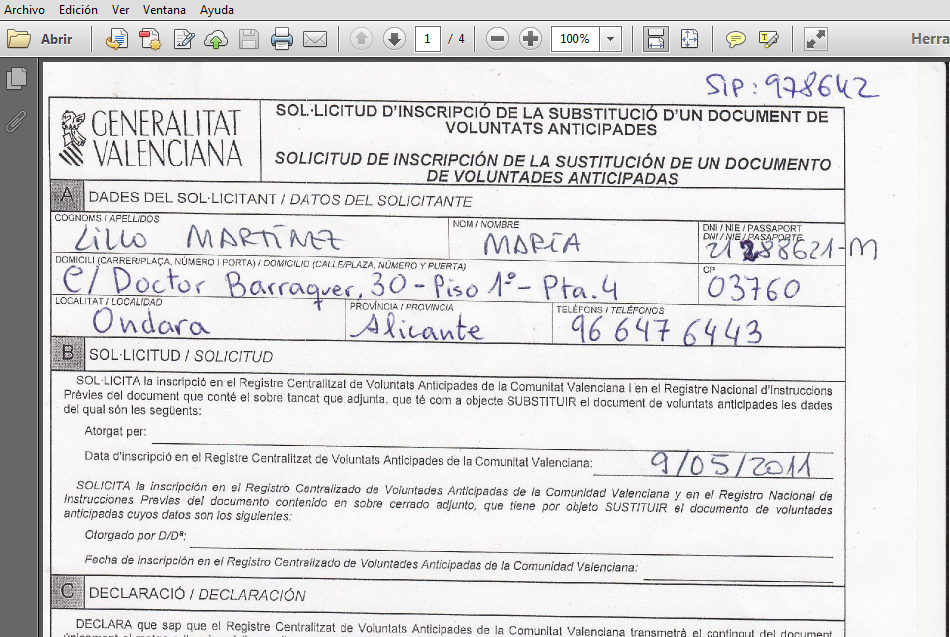 Archivo Edición Ver Ventana Ayuda
Abrir 1 / 4 100% Herra
SIP: 978642
GENERALITAT
VALENCIANA
SOL·LICITUD D'INSCRIPCIÓ DE LA SUBSTITUCIÓ D'UN DOCUMENT DE
VOLUNTATS ANTICIPADES
SOLICITUD DE INSCRIPCIÓN DE LA SUSTITUCIÓN DE UN DOCUMENTO
DE VOLUNTADES ANTICIPADAS
A DADES DEL SOL·LICITANT / DATOS DEL SOLICITANTE
COGNOMS / APELLIDOS NOM / NOMBRE DNI / NIE / PASSAPORT
DNI / NIE / PASAPORTE
Lillo MARTÍNEZ MARÍA 21288621-M
DOMICILI (CARRER/PLAÇA, NÚMERO I PORTA) / DOMICILIO (CALLE/PLAZA, NÚMERO Y PUERTA) CP
C/ Doctor Barraquer, 30 - Piso 1º - Pta. 4 03760
LOCALITAT / LOCALIDAD PROVÍNCIA / PROVINCIA TELÈFONS / TELÉFONOS
Ondara Alicante 96 647 6443
B SOL·LICITUD / SOLICITUD
SOL·LICITA la inscripció en el Registre Centralitzat de Voluntats Anticipades de la Comunitat Valenciana i en el Registre Nacional d'Instruccions
Prèvies del document que conté el sobre tancat que adjunta, que té com a objecte SUBSTITUIR el document de voluntats anticipades les dades
del qual són les següents:
Atorgat per:
Data d'inscripció en el Registre Centralitzat de Voluntats Anticipades de la Comunitat Valenciana: 9/05/2011
SOLICITA la inscripción en el Registro Centralizado de Voluntades Anticipadas de la Comunidad Valenciana y en el Registro Nacional de
Instrucciones Previas del documento contenido en sobre cerrado adjunto, que tiene por objeto SUSTITUIR el documento de voluntades
anticipadas cuyos datos son los siguientes:
Otorgado por D/Dª:
Fecha de inscripción en el Registro Centralizado de Voluntades Anticipadas de la Comunidad Valenciana:
C DECLARACIÓ / DECLARACIÓN
DECLARA que sap que el Registre Centralitzat de Voluntats Anticipades de la Comunitat Valenciana transmetrà el contingut del document